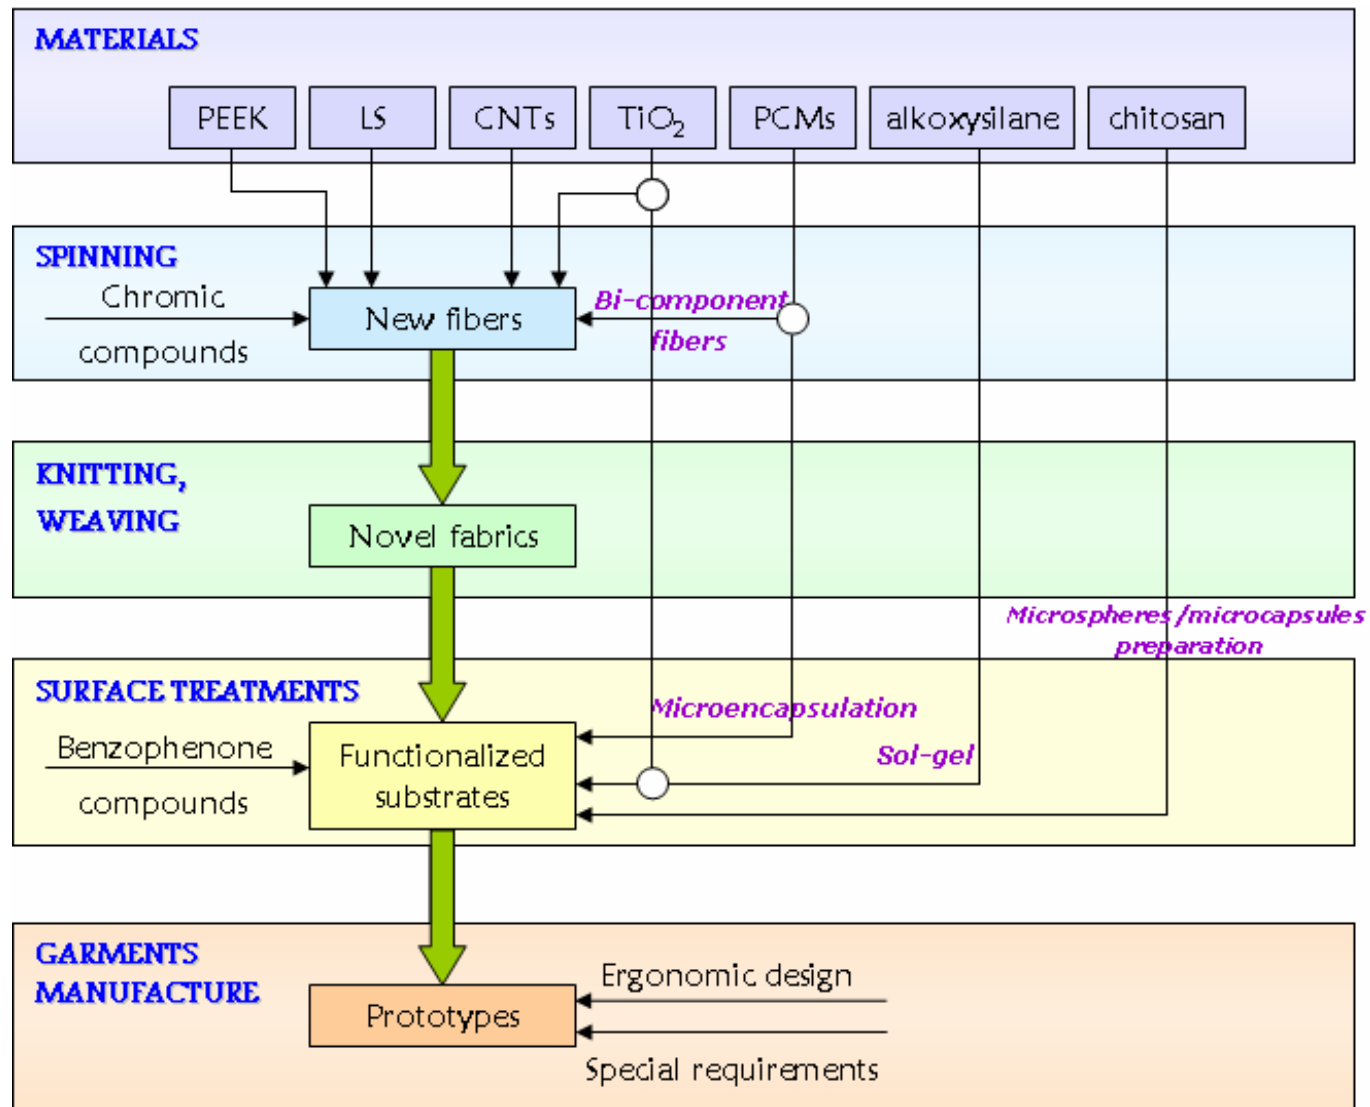 MATERIALS
PEEK
LS
CNTs
TiO₂
PCMs
alkoxysilane
chitosan
SPINNING
Chromic
compounds
New fibers
Bi-component
fibers
KNITTING,
WEAVING
Novel fabrics
Microspheres/microcapsules
preparation
SURFACE TREATMENTS
Benzophenone
compounds
Functionalized
substrates
Microencapsulation
Sol-gel
GARMENTS
MANUFACTURE
Prototypes
Ergonomic design
Special requirements